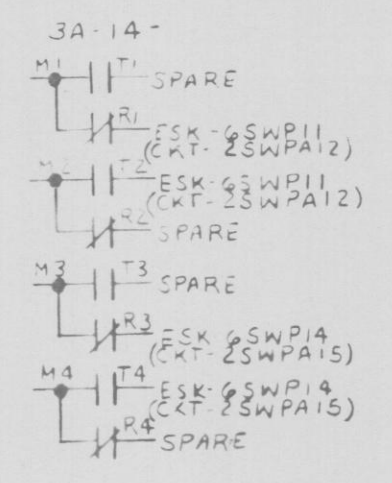 3A-14-
M1 T1 SPARE
R1 ESK-6SWP11
(CKT-2SWPA12)
M2 T2 ESK-6SWP11
(CKT-2SWPA12)
R2 SPARE
M3 T3 SPARE
R3 ESK-6SWP14
(CKT-2SWPA15)
M4 T4 ESK-6SWP14
(CKT-2SWPA15)
R4 SPARE